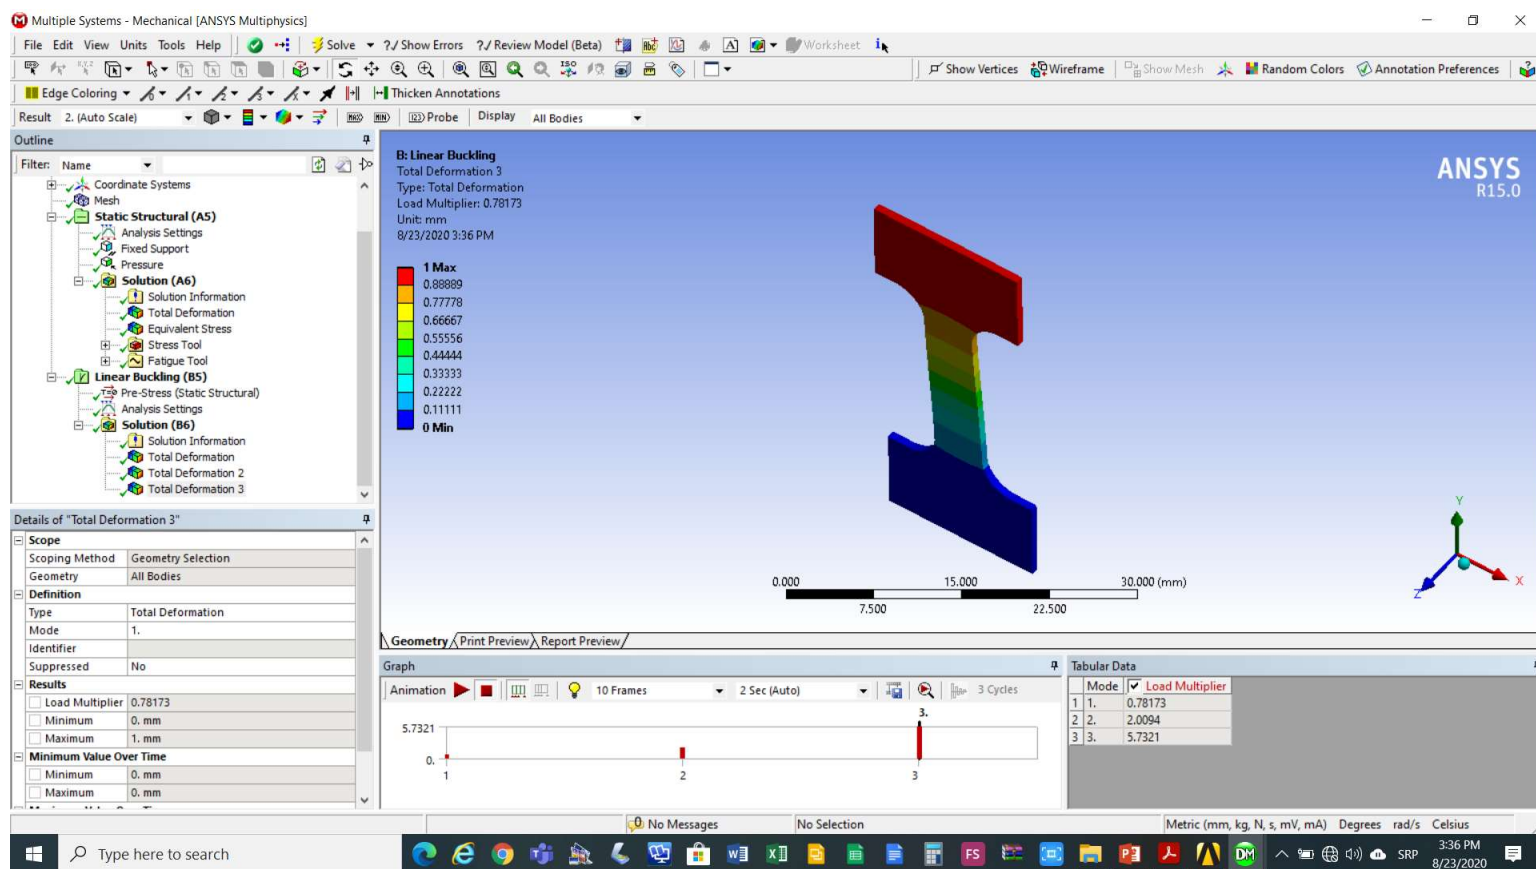 Multiple Systems - Mechanical [ANSYS Multiphysics]
File Edit View Units Tools Help Solve ?/ Show Errors ?/ Review Model (Beta) A Worksheet
Show Vertices Wireframe Show Mesh Random Colors Annotation Preferences
Edge Coloring Thicken Annotations
Result 2. (Auto Scale) MAX MIN Probe Display All Bodies
Outline
Filter: Name
Coordinate Systems
Mesh
Static Structural (A5)
Analysis Settings
Fixed Support
Pressure
Solution (A6)
Solution Information
Total Deformation
Equivalent Stress
Stress Tool
Fatigue Tool
Linear Buckling (B5)
Pre-Stress (Static Structural)
Analysis Settings
Solution (B6)
Solution Information
Total Deformation
Total Deformation 2
Total Deformation 3
Details of "Total Deformation 3"
Scope
Scoping Method Geometry Selection
Geometry All Bodies
Definition
Type Total Deformation
Mode 1.
Identifier
Suppressed No
Results
Load Multiplier 0.78173
Minimum 0. mm
Maximum 1. mm
Minimum Value Over Time
Minimum 0. mm
Maximum 0. mm
B: Linear Buckling
Total Deformation 3
Type: Total Deformation
Load Multiplier: 0.78173
Unit: mm
8/23/2020 3:36 PM
1 Max
0.88889
0.77778
0.66667
0.55556
0.44444
0.33333
0.22222
0.11111
0 Min
ANSYS
R15.0
0.000 15.000 30.000 (mm)
7.500 22.500
Y
X
Z
Geometry Print Preview Report Preview
Graph
Animation 10 Frames 2 Sec (Auto) 3 Cycles
3.
5.7321
0.
1 2 3
Tabular Data
Mode Load Multiplier
1 1. 0.78173
2 2. 2.0094
3 3. 5.7321
0 No Messages No Selection Metric (mm, kg, N, s, mV, mA) Degrees rad/s Celsius
Type here to search
FS
DM
SRP
3:36 PM
8/23/2020